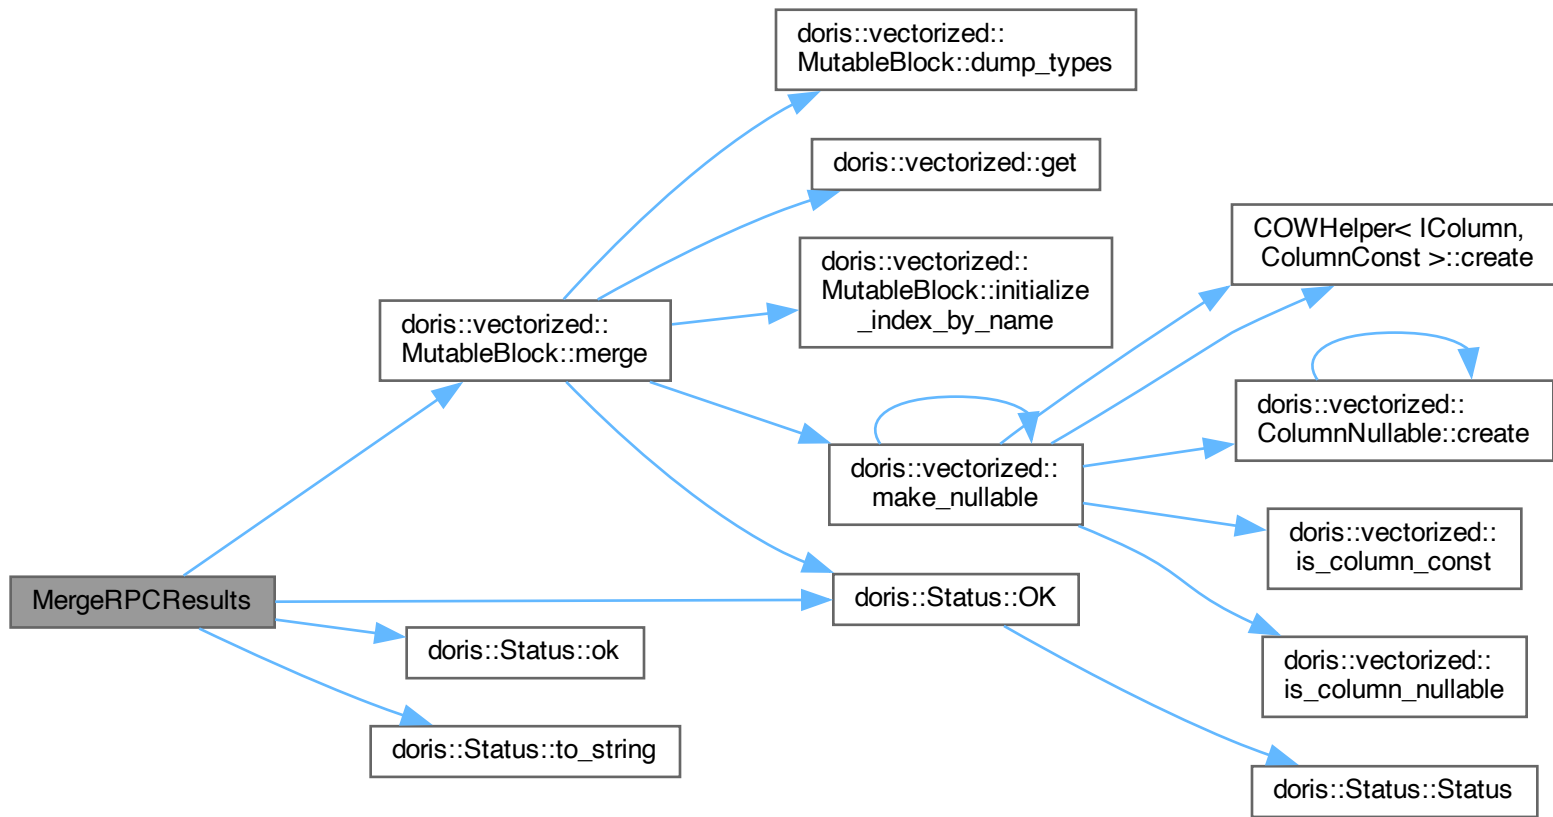 doris::vectorized::
MutableBlock::dump_types
doris::vectorized::get
COWHelper< IColumn,
ColumnConst >::create
doris::vectorized::
MutableBlock::initialize
_index_by_name
doris::vectorized::
MutableBlock::merge
doris::vectorized::
ColumnNullable::create
doris::vectorized::
make_nullable
doris::vectorized::
is_column_const
MergeRPCResults
doris::Status::OK
doris::Status::ok
doris::vectorized::
is_column_nullable
doris::Status::to_string
doris::Status::Status